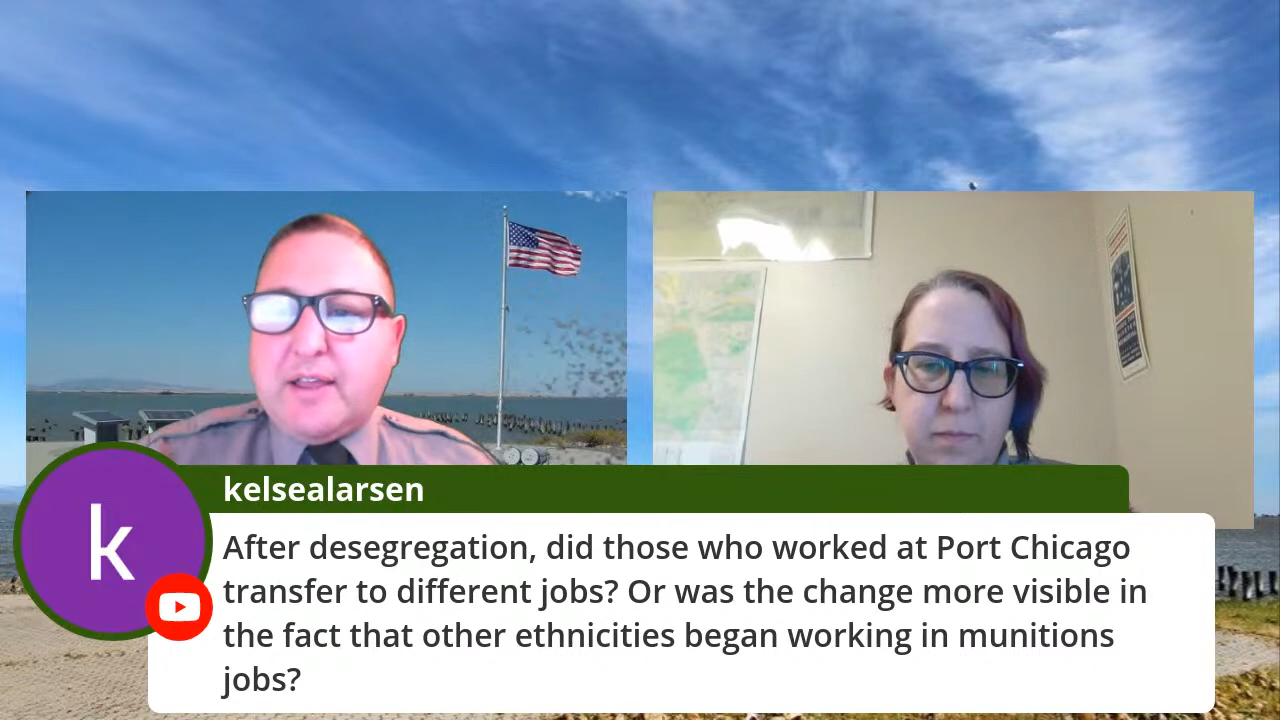 kelsealarsen
k
After desegregation, did those who worked at Port Chicago
transfer to different jobs? Or was the change more visible in
the fact that other ethnicities began working in munitions
jobs?